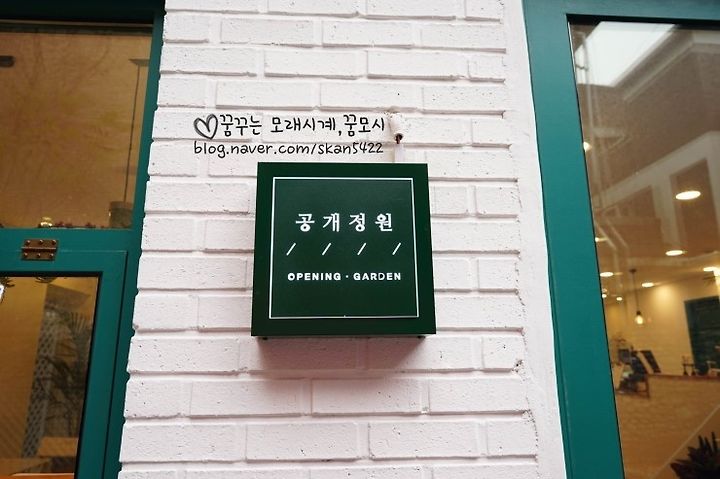 ♡꿈꾸는 모래시계,꿈모시
blog.naver.com/skan5422
공개정원
/ / / /
OPENING · GARDEN